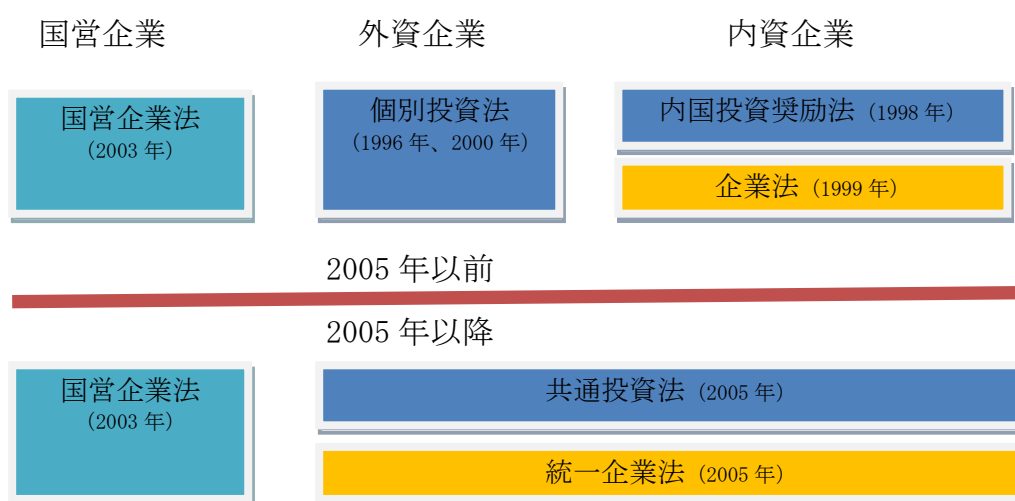 国営企業 外資企業 内資企業
国営企業法
（2003 年）
個別投資法
（1996 年、2000 年）
内国投資奨励法（1998 年）
企業法（1999 年）
2005 年以前
2005 年以降
国営企業法
（2003 年）
共通投資法（2005 年）
統一企業法（2005 年）